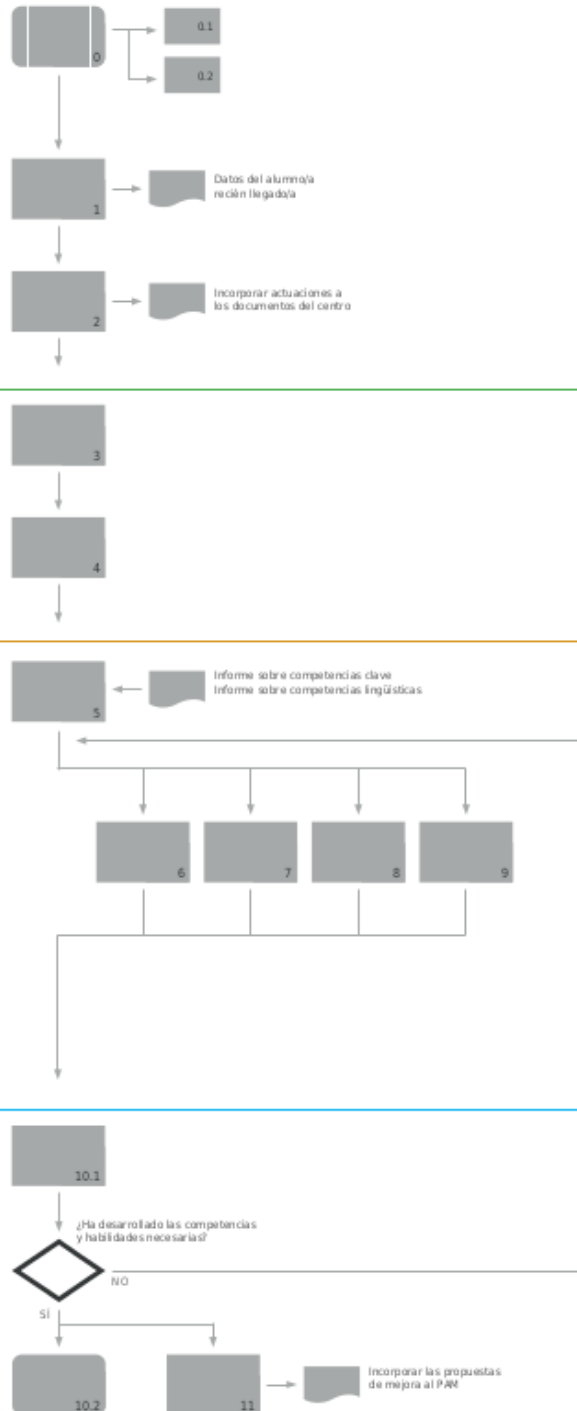 0
0.1
0.2
1
Datos del alumno/a
recién llegado/a
2
Incorporar actuaciones a
los documentos del centro
3
4
5
Informe sobre competencias clave
Informe sobre competencias lingüísticas
6
7
8
9
10.1
¿Ha desarrollado las competencias
y habilidades necesarias?
NO
SÍ
10.2
11
Incorporar las propuestas
de mejora al PAM